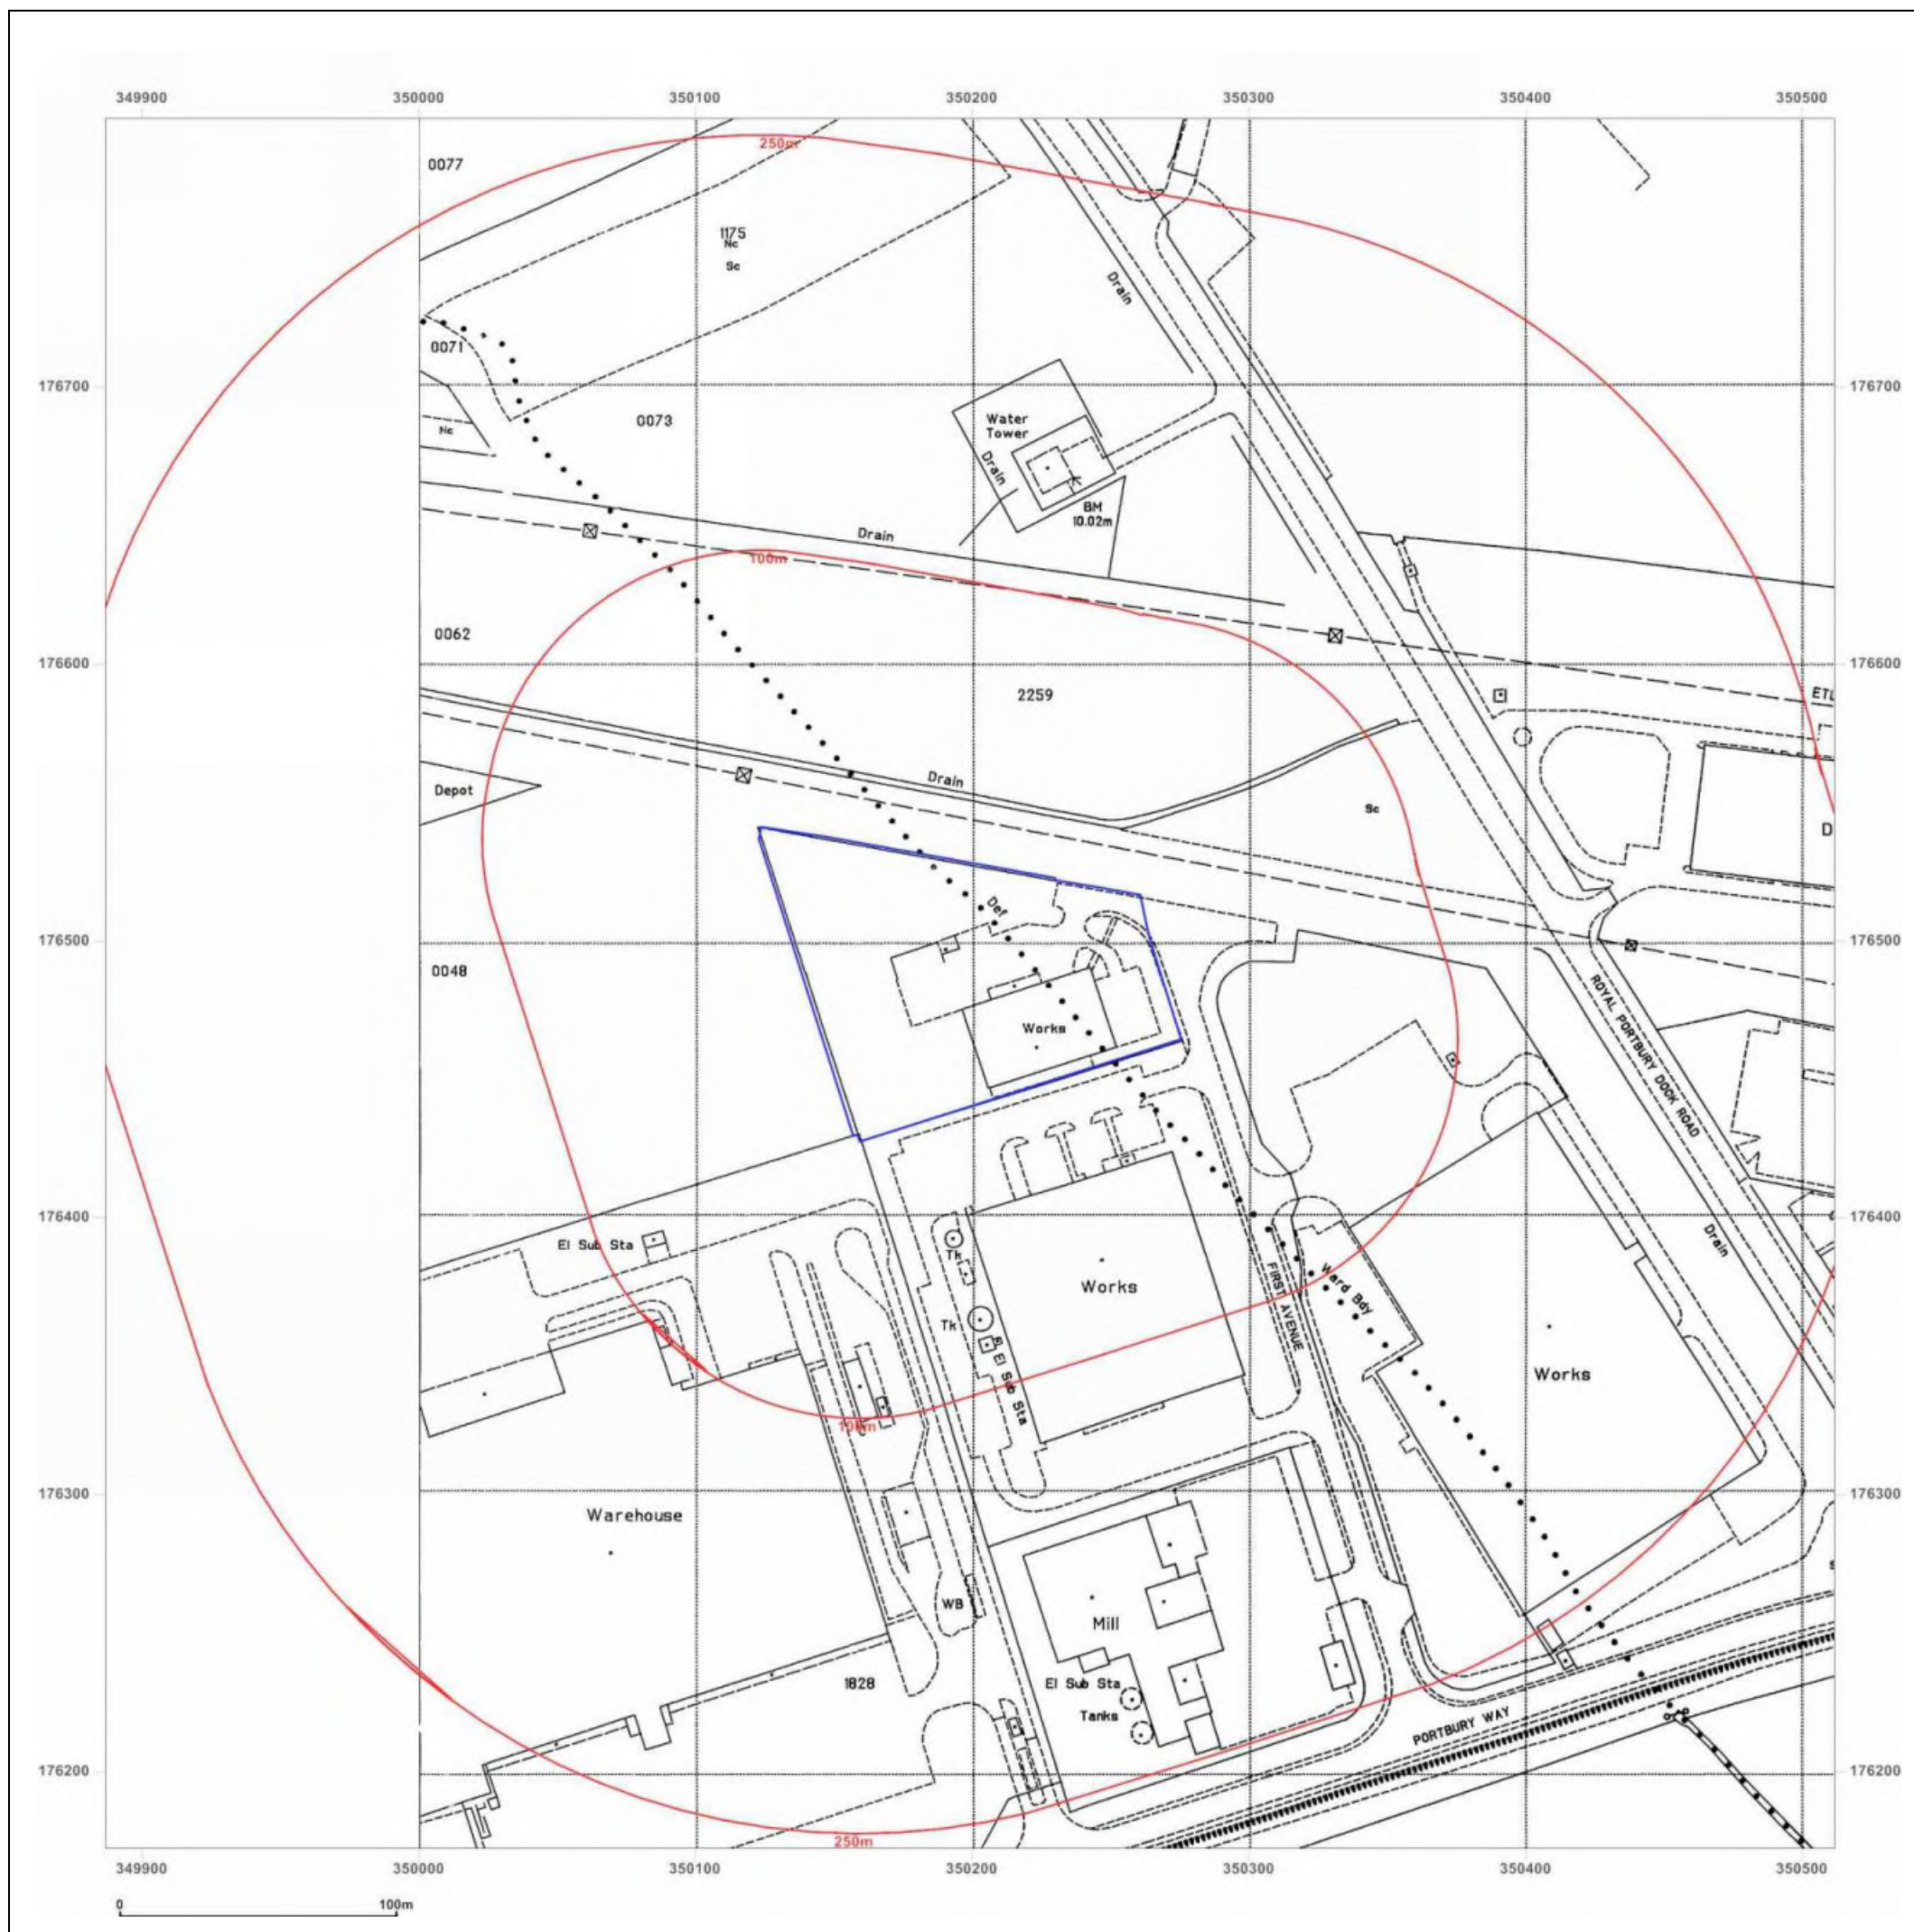 349900 350000 350100 350200 350300 350400 350500
250m
0077
1175
Nc
Sc
Drain
0071
176700 176700
0073
Nc
Water
Tower
Drain
BM
10.02m
Drain
100m
0062
176600 176600
2259
ETL
Drain
Depot
Sc
D
Def
176500 176500
0048
ROYAL PORTBURY DOCK ROAD
Works
176400 176400
Drain
El Sub Sta
Tk
Works
FIRST AVENUE
Ward Bdy
Tk
El Sub Sta
Works
100m
176300 176300
Warehouse
WB
Mill
1828
El Sub Sta
Tanks
PORTBURY WAY
176200 176200
250m
349900 350000 350100 350200 350300 350400 350500
0 100m